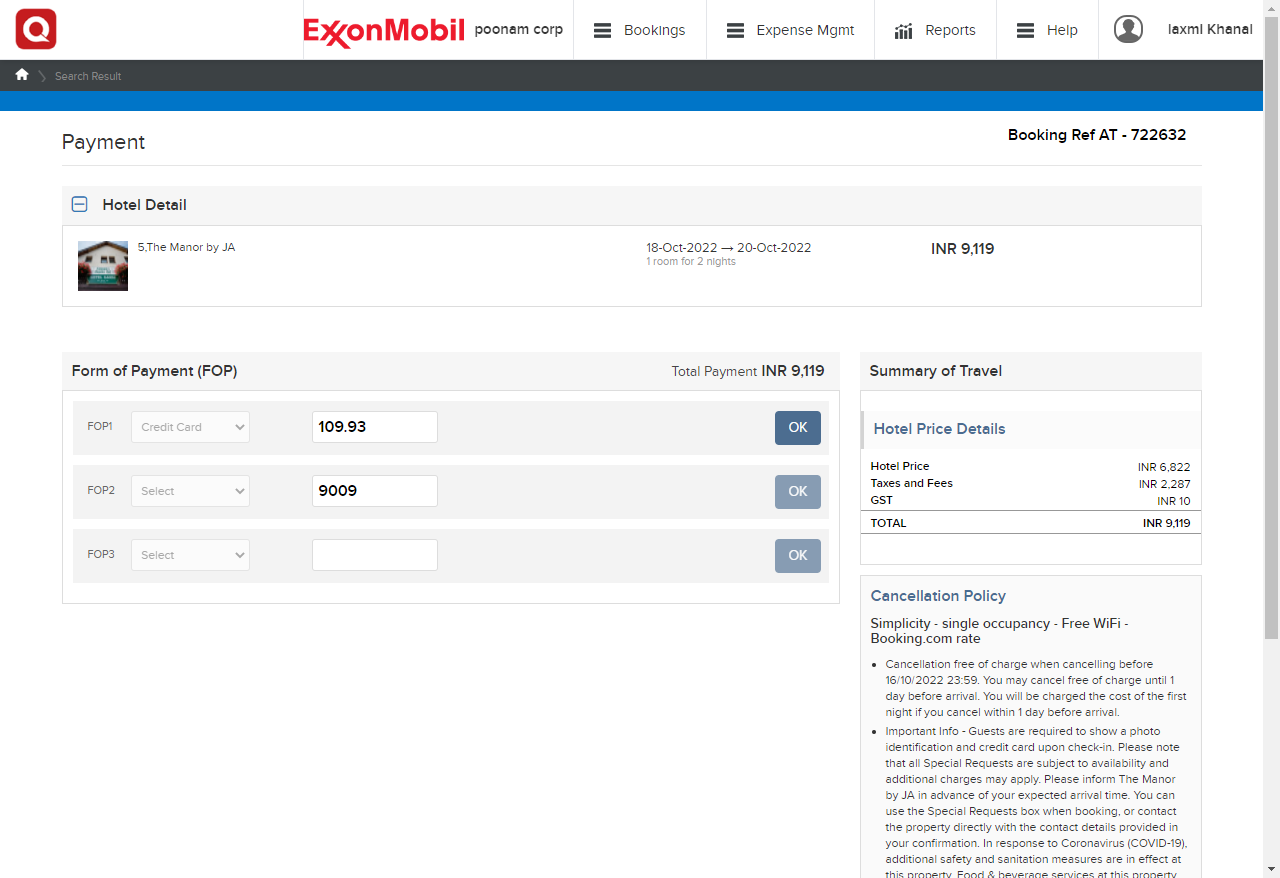 Q
ExxonMobil
poonam corp
Bookings
Expense Mgmt
Reports
Help
laxmi Khanal
Search Result
Payment
Booking Ref AT - 722632
Hotel Detail
5,The Manor by JA
18-Oct-2022 → 20-Oct-2022
INR 9,119
1 room for 2 nights
Form of Payment (FOP)
Total Payment INR 9,119
FOP1 Credit Card 109.93 OK
FOP2 Select 9009 OK
FOP3 Select OK
Summary of Travel
Hotel Price Details
Hotel Price INR 6,822
Taxes and Fees INR 2,287
GST INR 10
TOTAL INR 9,119
Cancellation Policy
Simplicity - single occupancy - Free WiFi -
Booking.com rate
• Cancellation free of charge when cancelling before
16/10/2022 23:59. You may cancel free of charge until 1
day before arrival. You will be charged the cost of the first
night if you cancel within 1 day before arrival.
• Important Info - Guests are required to show a photo
identification and credit card upon check-in. Please note
that all Special Requests are subject to availability and
additional charges may apply. Please inform The Manor
by JA in advance of your expected arrival time. You can
use the Special Requests box when booking, or contact
the property directly with the contact details provided in
your confirmation. In response to Coronavirus (COVID-19),
additional safety and sanitation measures are in effect at
this property. Food & beverage services at this property